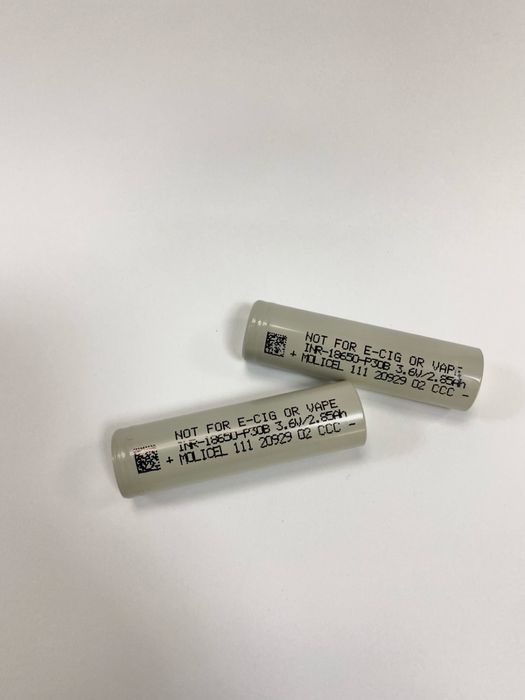 NOT FOR E-CIG OR VAPE
INR-18650-P30B 3.6V/2.85Ah
+ MOLICEL 111 20929 02 CCC -
NOT FOR E-CIG OR VAPE
INR-18650-P30B 3.6V/2.85Ah
+ MOLICEL 111 20929 02 CCC -